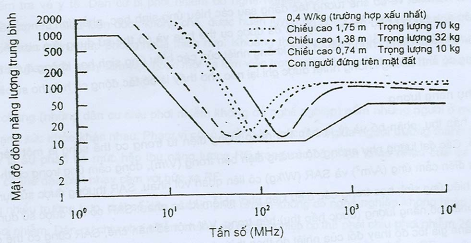 Mật độ dòng năng lượng trung bình
2000
1000
500
200
100
50
20
10
5
2
1
0,4 W/kg (trường hợp xấu nhất)
Chiều cao 1,75 m Trọng lượng 70 kg
Chiều cao 1,38 m Trọng lượng 32 kg
Chiều cao 0,74 m Trọng lượng 10 kg
Con người đứng trên mặt đất
10⁰ 10¹ 10² 10³ 10⁴
Tần số (MHz)